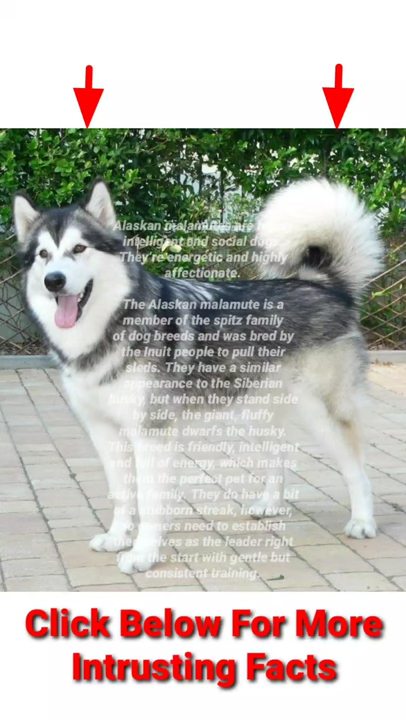 Alaskan malamutes are
intelligent and social dogs.
They're energetic and highly
affectionate.
The Alaskan malamute is a
member of the spitz family
of dog breeds and was bred by
the Inuit people to pull their
sleds. They have a similar
appearance to the Siberian
husky, but when they stand side
by side, the giant, fluffy
malamute dwarfs the husky.
This breed is friendly, intelligent
and full of energy, which makes
them the perfect pet for an
active family. They do have a bit
of a stubborn streak, however,
so owners need to establish
themselves as the leader right
from the start with gentle but
consistent training.
Click Below For More
Intrusting Facts